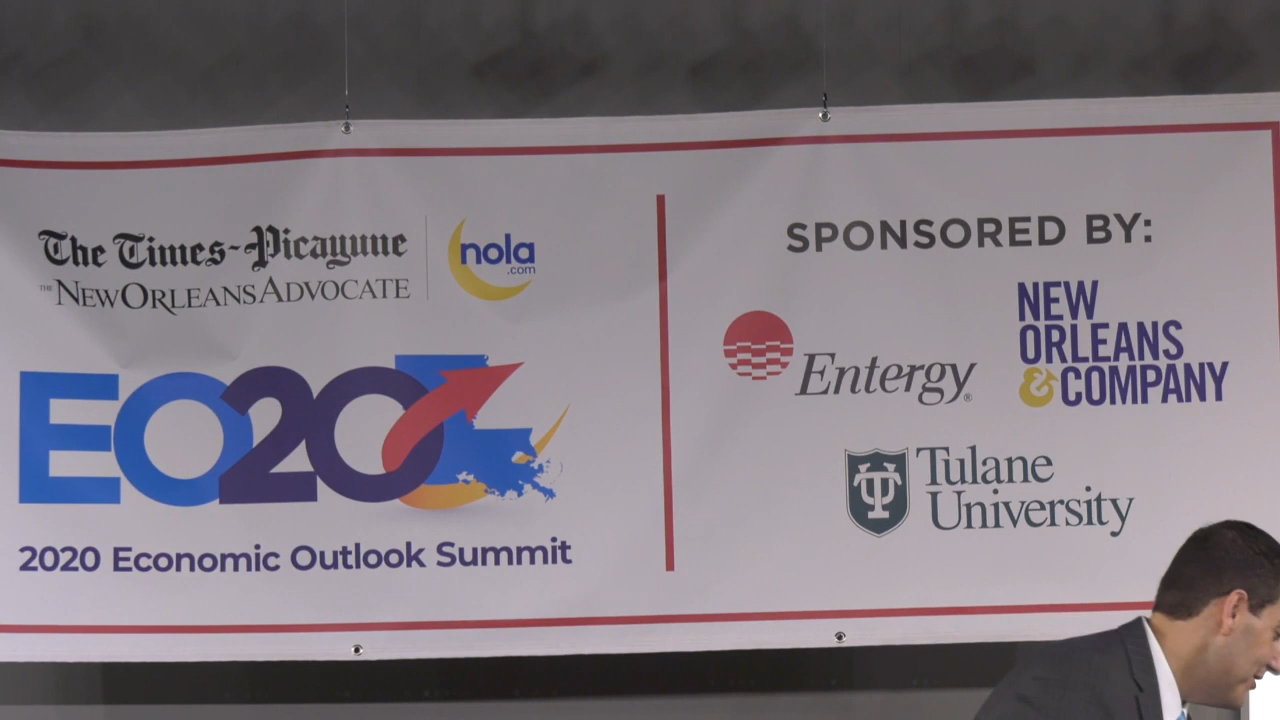 The Times-Picayune
THE NEW ORLEANS ADVOCATE
nola
.com
EO20
2020 Economic Outlook Summit
SPONSORED BY:
Entergy®
NEW
ORLEANS
&COMPANY
Tulane
University